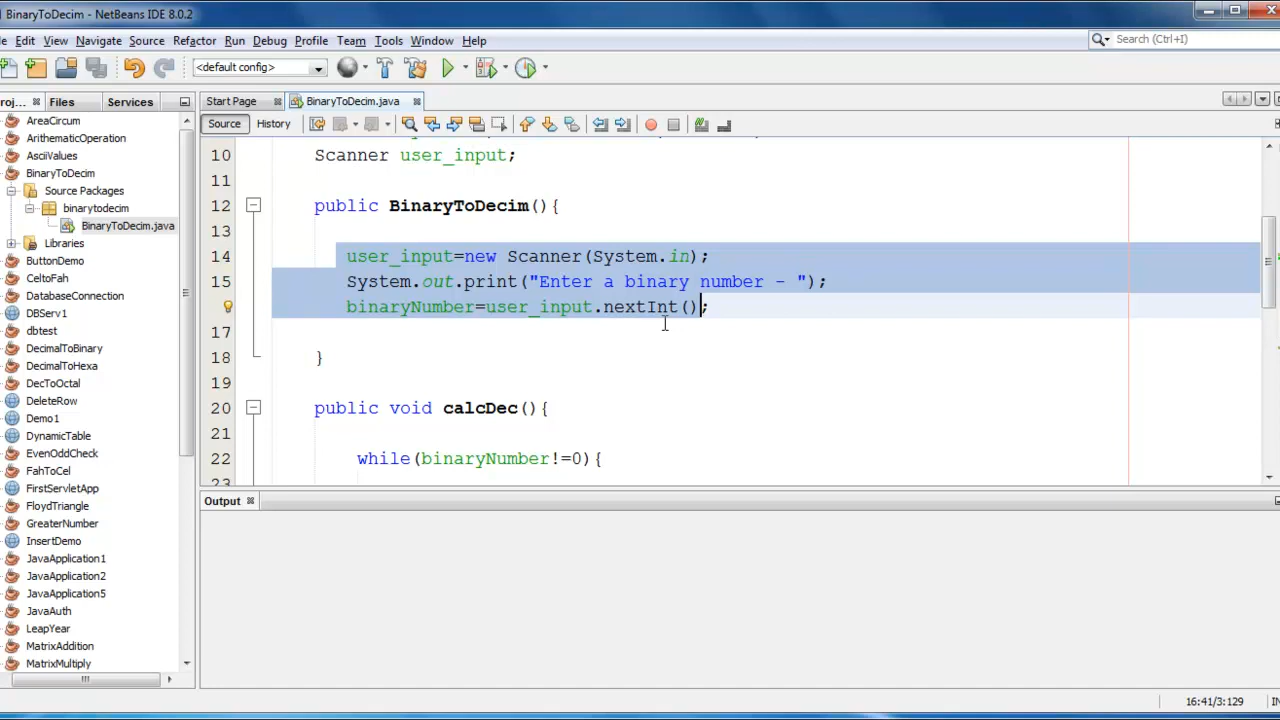 BinaryToDecim - NetBeans IDE 8.0.2
Edit View Navigate Source Refactor Run Debug Profile Team Tools Window Help
Search (Ctrl+I)
<default config>
Files Services
Start Page BinaryToDecim.java
Source History
AreaCircum
ArithematicOperation
AsciiValues
BinaryToDecim
Source Packages
binarytodecim
BinaryToDecim.java
Libraries
ButtonDemo
CeltoFah
DatabaseConnection
DBServ1
dbtest
DecimalToBinary
DecimalToHexa
DecToOctal
DeleteRow
Demo1
DynamicTable
EvenOddCheck
FahToCel
FirstServletApp
FloydTriangle
GreaterNumber
InsertDemo
JavaApplication1
JavaApplication2
JavaApplication5
JavaAuth
LeapYear
MatrixAddition
MatrixMultiply
10 Scanner user_input;
11
12 public BinaryToDecim(){
13
14 user_input=new Scanner(System.in);
15 System.out.print("Enter a binary number - ");
binaryNumber=user_input.nextInt();
17
18 }
19
20 public void calcDec(){
21
22 while(binaryNumber!=0){
23
Output
16:41/3:129